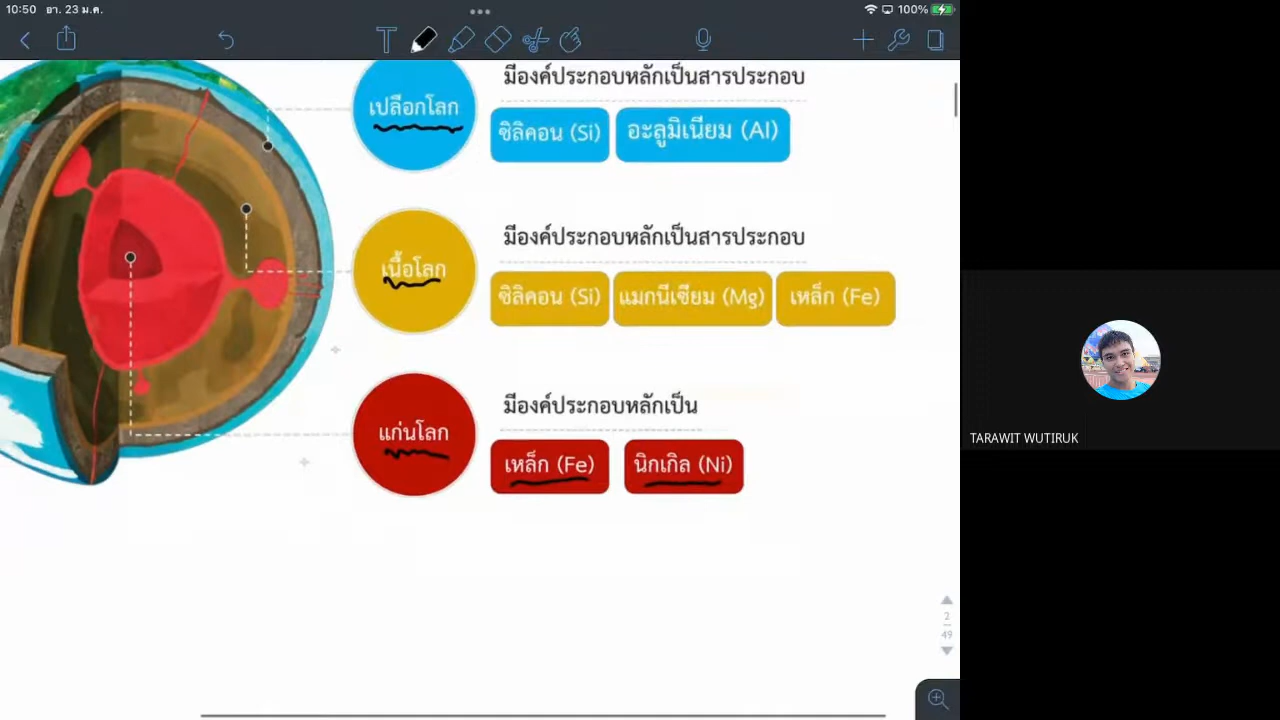 10:50 อา. 23 ม.ค.
100%
เปลือกโลก
มีองค์ประกอบหลักเป็นสารประกอบ
ซิลิคอน (Si)
อะลูมิเนียม (Al)
เนื้อโลก
มีองค์ประกอบหลักเป็นสารประกอบ
ซิลิคอน (Si)
แมกนีเซียม (Mg)
เหล็ก (Fe)
แก่นโลก
มีองค์ประกอบหลักเป็น
เหล็ก (Fe)
นิกเกิล (Ni)
2
49
TARAWIT WUTIRUK